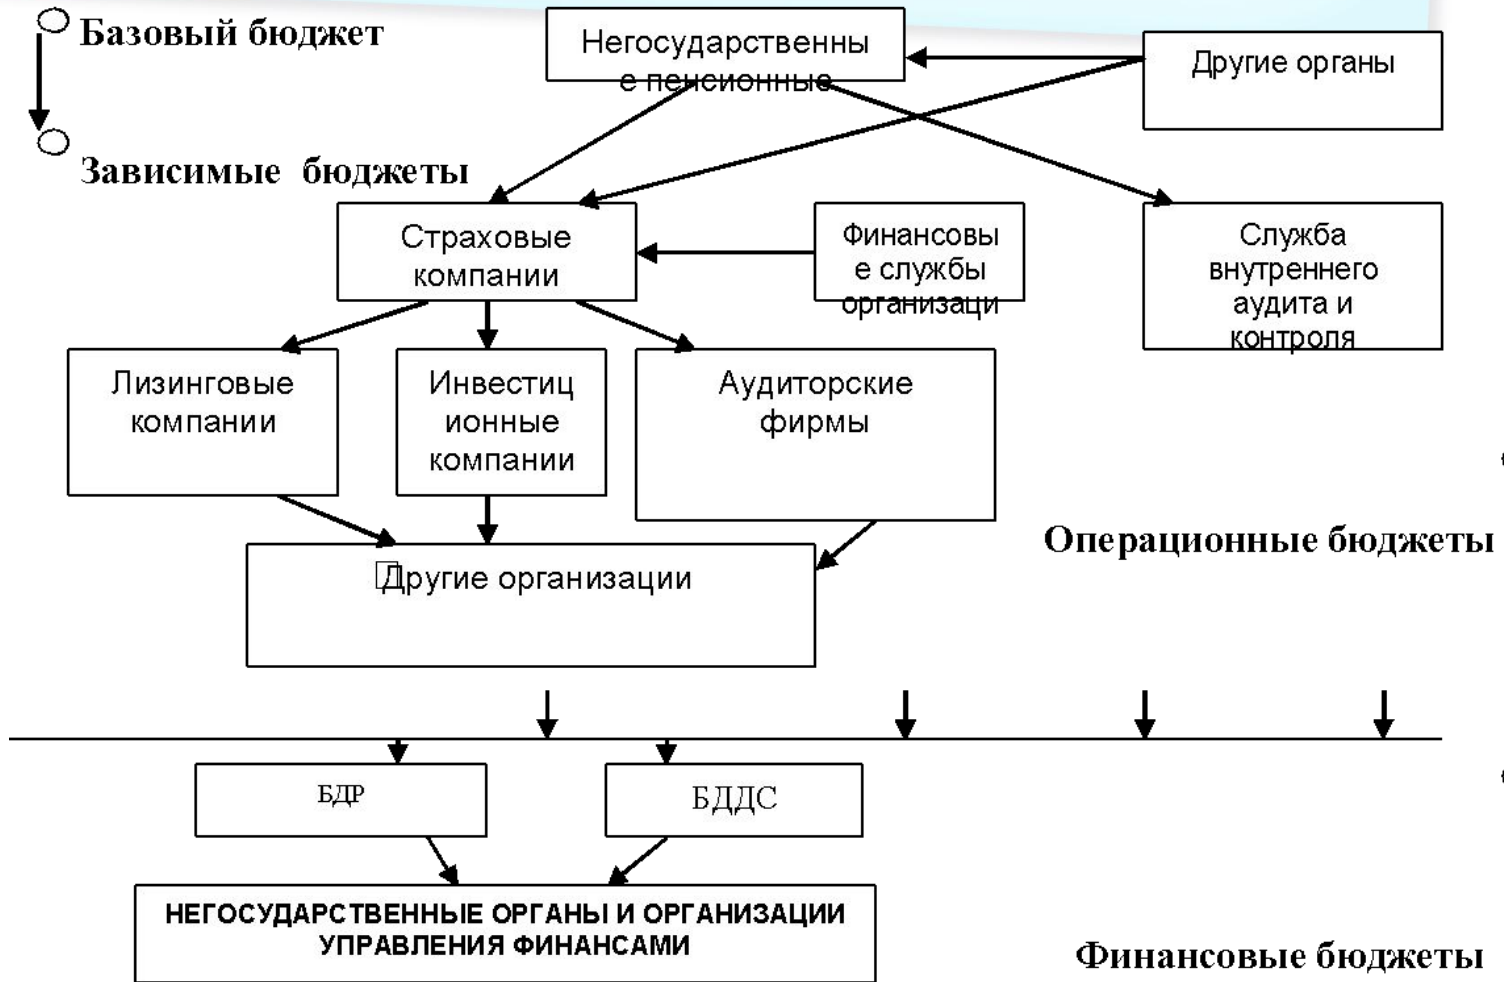 Базовый бюджет
Негосударственны
е пенсионные
Другие органы
Зависимые бюджеты
Страховые
компании
Финансовы
е службы
организаци
Служба
внутреннего
аудита и
контроля
Лизинговые
компании
Инвестиц
ионные
компании
Аудиторские
фирмы
Операционные бюджеты
Другие организации
БДР
БДДС
НЕГОСУДАРСТВЕННЫЕ ОРГАНЫ И ОРГАНИЗАЦИИ
УПРАВЛЕНИЯ ФИНАНСАМИ
Финансовые бюджеты